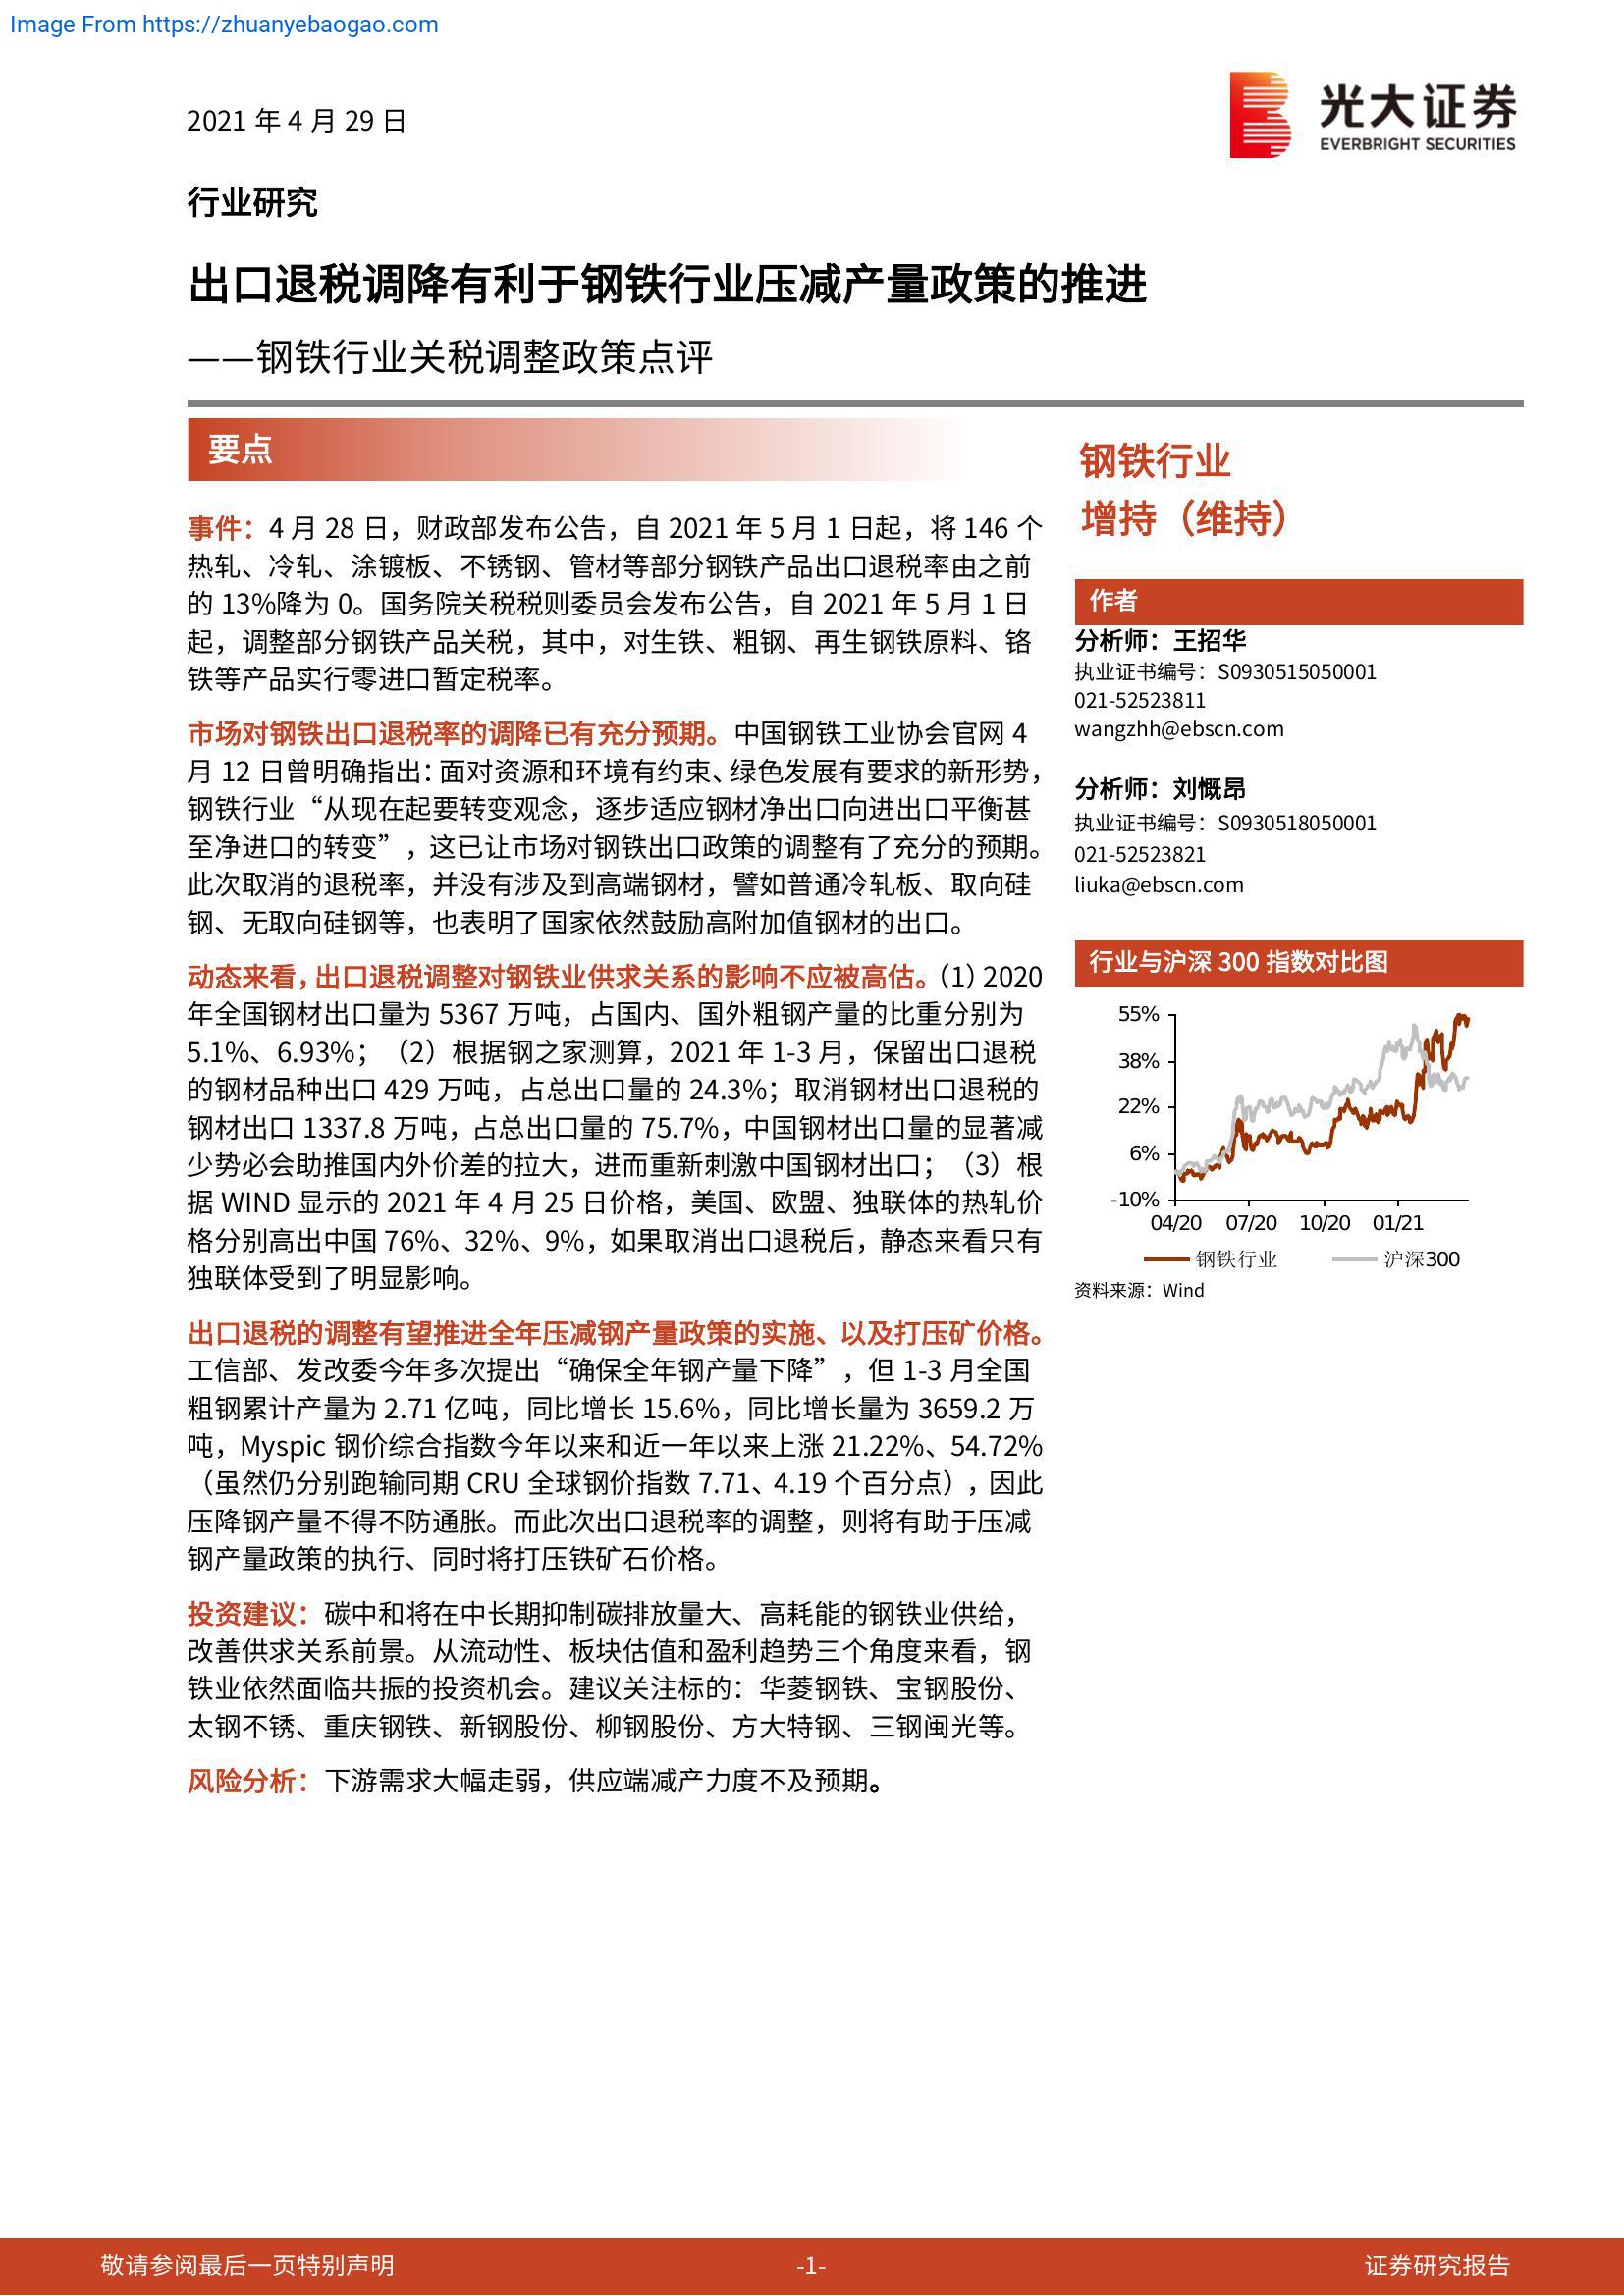 Image From https://zhuanyebaogao.com
2021 年 4 月 29 日
光大证券
EVERBRIGHT SECURITIES
行业研究
出口退税调降有利于钢铁行业压减产量政策的推进
——钢铁行业关税调整政策点评
要点
事件：4 月 28 日，财政部发布公告，自 2021 年 5 月 1 日起，将 146 个
热轧、冷轧、涂镀板、不锈钢、管材等部分钢铁产品出口退税率由之前
的 13%降为 0。国务院关税税则委员会发布公告，自 2021 年 5 月 1 日
起，调整部分钢铁产品关税，其中，对生铁、粗钢、再生钢铁原料、铬
铁等产品实行零进口暂定税率。
市场对钢铁出口退税率的调降已有充分预期。中国钢铁工业协会官网 4
月 12 日曾明确指出：面对资源和环境有约束、绿色发展有要求的新形势，
钢铁行业“从现在起要转变观念，逐步适应钢材净出口向进出口平衡甚
至净进口的转变”，这已让市场对钢铁出口政策的调整有了充分的预期。
此次取消的退税率，并没有涉及到高端钢材，譬如普通冷轧板、取向硅
钢、无取向硅钢等，也表明了国家依然鼓励高附加值钢材的出口。
动态来看，出口退税调整对钢铁业供求关系的影响不应被高估。（1）2020
年全国钢材出口量为 5367 万吨，占国内、国外粗钢产量的比重分别为
5.1%、6.93%；（2）根据钢之家测算，2021 年 1-3 月，保留出口退税
的钢材品种出口 429 万吨，占总出口量的 24.3%；取消钢材出口退税的
钢材出口 1337.8 万吨，占总出口量的 75.7%，中国钢材出口量的显著减
少势必会助推国内外价差的拉大，进而重新刺激中国钢材出口；（3）根
据 WIND 显示的 2021 年 4 月 25 日价格，美国、欧盟、独联体的热轧价
格分别高出中国 76%、32%、9%，如果取消出口退税后，静态来看只有
独联体受到了明显影响。
出口退税的调整有望推进全年压减钢产量政策的实施、以及打压矿价格。
工信部、发改委今年多次提出“确保全年钢产量下降”，但 1-3 月全国
粗钢累计产量为 2.71 亿吨，同比增长 15.6%，同比增长量为 3659.2 万
吨，Myspic 钢价综合指数今年以来和近一年以来上涨 21.22%、54.72%
（虽然仍分别跑输同期 CRU 全球钢价指数 7.71、4.19 个百分点），因此
压降钢产量不得不防通胀。而此次出口退税率的调整，则将有助于压减
钢产量政策的执行、同时将打压铁矿石价格。
投资建议：碳中和将在中长期抑制碳排放量大、高耗能的钢铁业供给，
改善供求关系前景。从流动性、板块估值和盈利趋势三个角度来看，钢
铁业依然面临共振的投资机会。建议关注标的：华菱钢铁、宝钢股份、
太钢不锈、重庆钢铁、新钢股份、柳钢股份、方大特钢、三钢闽光等。
风险分析：下游需求大幅走弱，供应端减产力度不及预期。
钢铁行业
增持（维持）
作者
分析师：王招华
执业证书编号：S0930515050001
021-52523811
wangzhh@ebscn.com
分析师：刘慨昂
执业证书编号：S0930518050001
021-52523821
liuka@ebscn.com
行业与沪深 300 指数对比图
55%
38%
22%
6%
-10%
04/20 07/20 10/20 01/21
钢铁行业 沪深300
资料来源：Wind
敬请参阅最后一页特别声明 -1- 证券研究报告